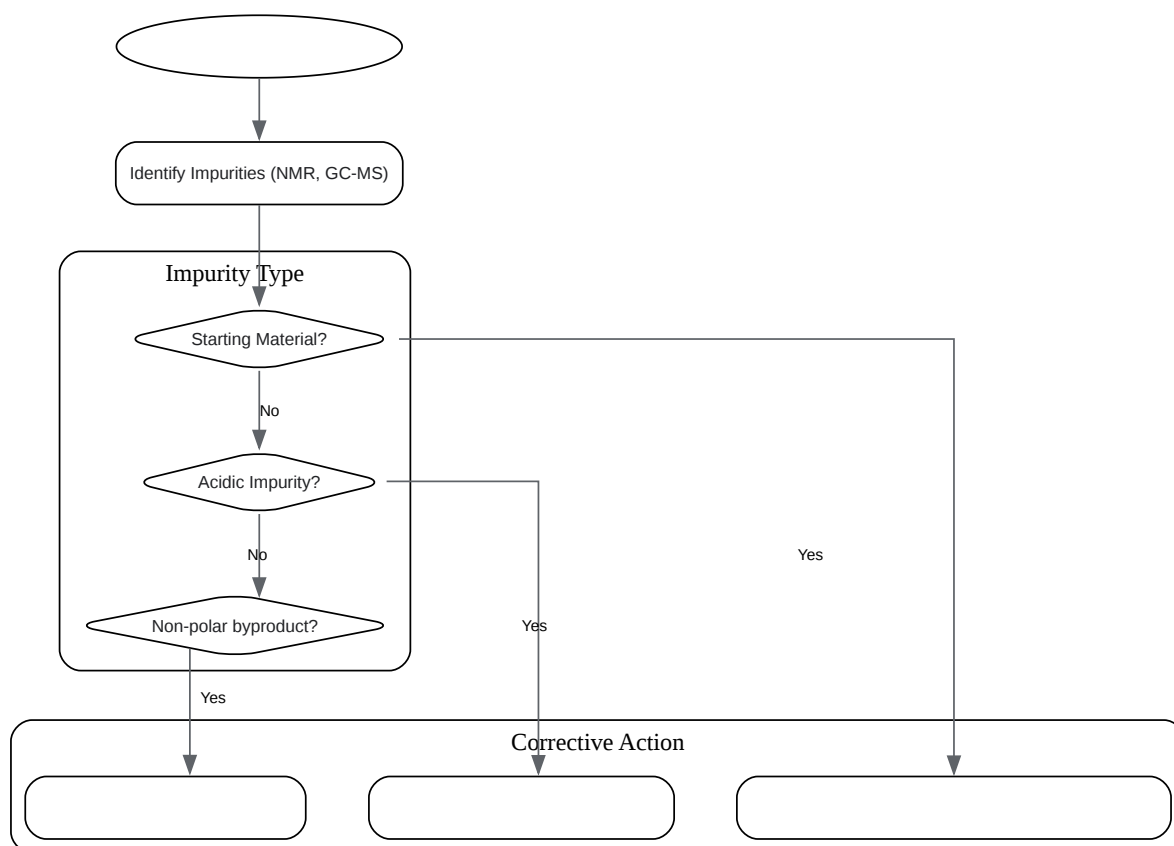 Identify Impurities (NMR, GC-MS)
Impurity Type
Starting Material?
No
Acidic Impurity?
No
Yes
Non-polar byproduct?
Yes
Yes
Corrective Action